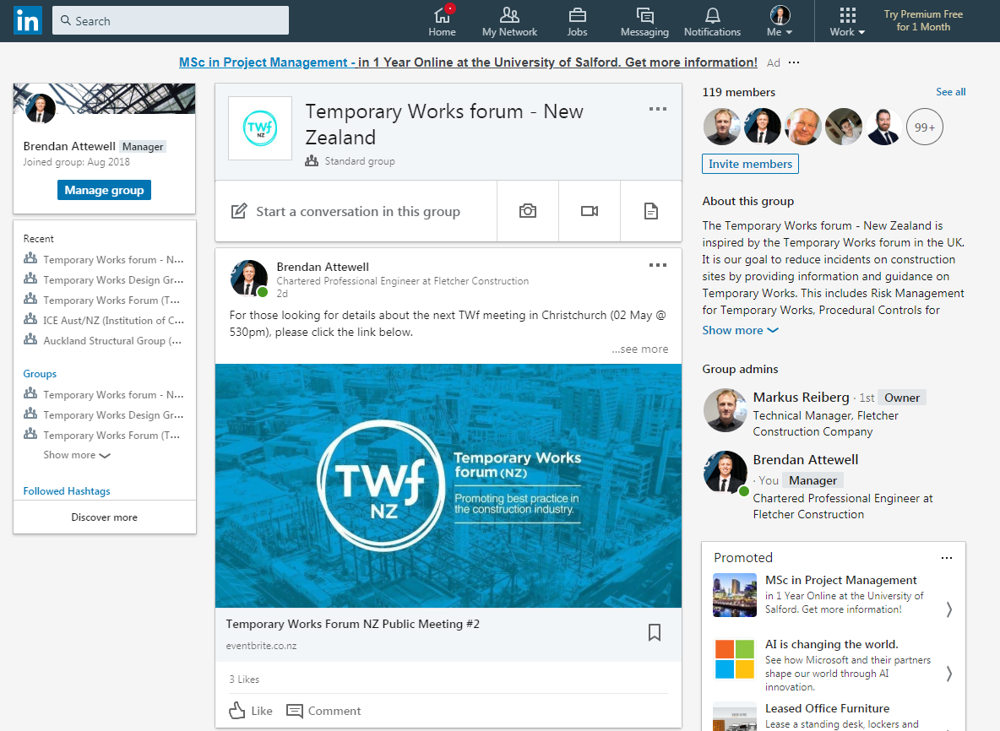 in
Search
Home
My Network
Jobs
Messaging
Notifications
Me
Work
Try Premium Free
for 1 Month
MSc in Project Management - in 1 Year Online at the University of Salford. Get more information!
Ad
Brendan Attewell Manager
Joined group: Aug 2018
Manage group
Recent
Temporary Works forum - N...
Temporary Works Design Gr...
Temporary Works Forum (T...
ICE Aust/NZ (Institution of C...
Auckland Structural Group (...
Groups
Temporary Works forum - N...
Temporary Works Design Gr...
Temporary Works Forum (T...
Show more
Followed Hashtags
Discover more
TWf
NZ
Temporary Works forum - New
Zealand
Standard group
Start a conversation in this group
Brendan Attewell
Chartered Professional Engineer at Fletcher Construction
2d
For those looking for details about the next TWf meeting in Christchurch (02 May @
530pm), please click the link below.
...see more
TWf
NZ
Temporary Works
forum (NZ)
Promoting best practice in
the construction industry.
Temporary Works Forum NZ Public Meeting #2
eventbrite.co.nz
3 Likes
Like
Comment
119 members
See all
99+
Invite members
About this group
The Temporary Works forum - New Zealand is
inspired by the Temporary Works forum in the UK.
It is our goal to reduce incidents on construction
sites by providing information and guidance on
Temporary Works. This includes Risk Management
for Temporary Works, Procedural Controls for
Show more
Group admins
Markus Reiberg · 1st Owner
Technical Manager, Fletcher
Construction Company
Brendan Attewell
· You Manager
Chartered Professional Engineer at
Fletcher Construction
Promoted
MSc in Project Management
in 1 Year Online at the University of
Salford. Get more information!
AI is changing the world.
See how Microsoft and their partners
shape our world through AI
innovation.
Leased Office Furniture
Lease a standing desk, lockers and